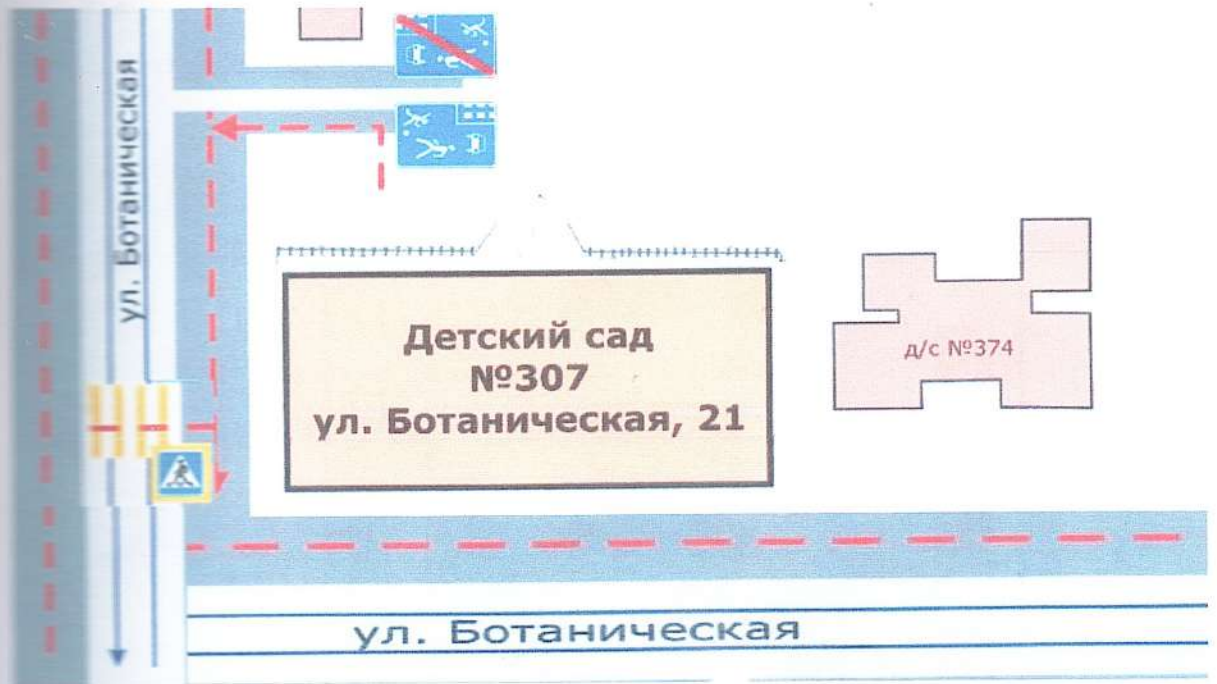 ул. Ботаническая
Детский сад
№307
ул. Ботаническая, 21
д/с №374
ул. Ботаническая